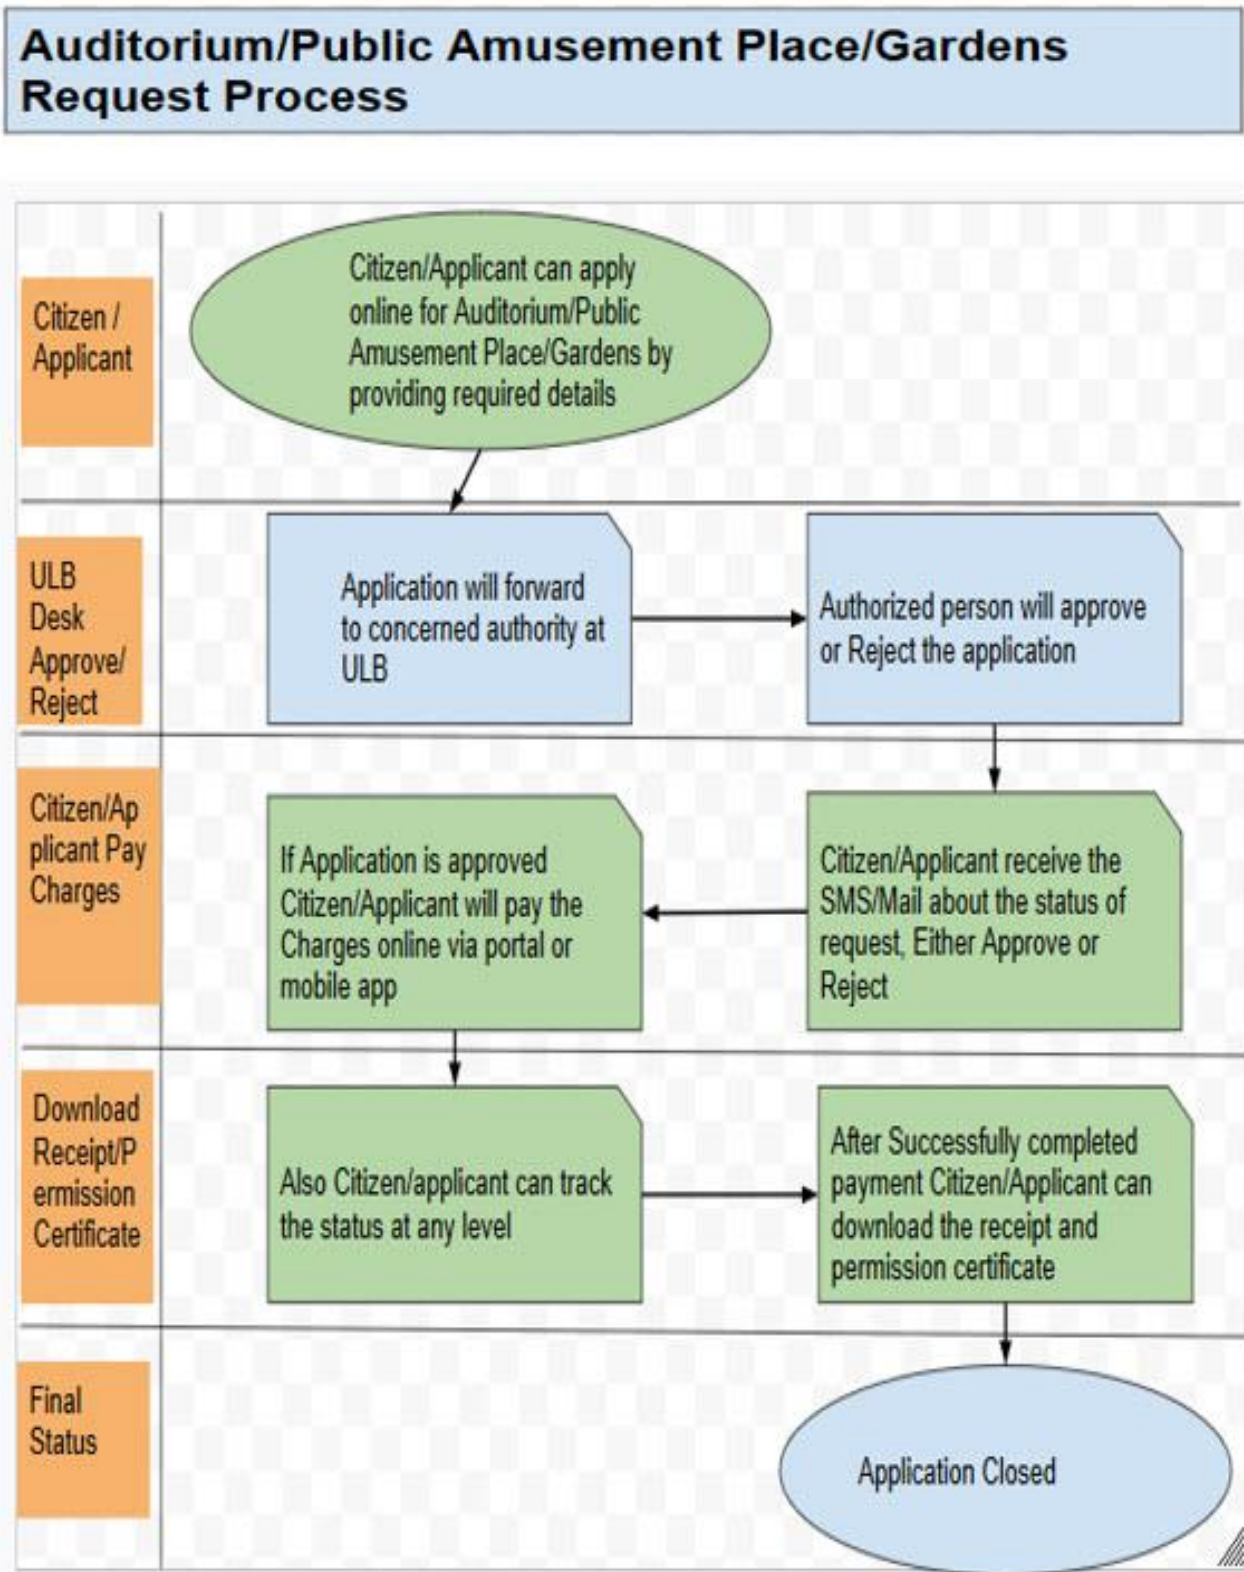 Auditorium/Public Amusement Place/Gardens
Request Process
Citizen /
Applicant
Citizen/Applicant can apply
online for Auditorium/Public
Amusement Place/Gardens by
providing required details
ULB
Desk
Approve/
Reject
Application will forward
to concerned authority at
ULB
Authorized person will approve
or Reject the application
Citizen/Ap
plicant Pay
Charges
If Application is approved
Citizen/Applicant will pay the
Charges online via portal or
mobile app
Citizen/Applicant receive the
SMS/Mail about the status of
request, Either Approve or
Reject
Download
Receipt/P
ermission
Certificate
Also Citizen/applicant can track
the status at any level
After Successfully completed
payment Citizen/Applicant can
download the receipt and
permission certificate
Final
Status
Application Closed